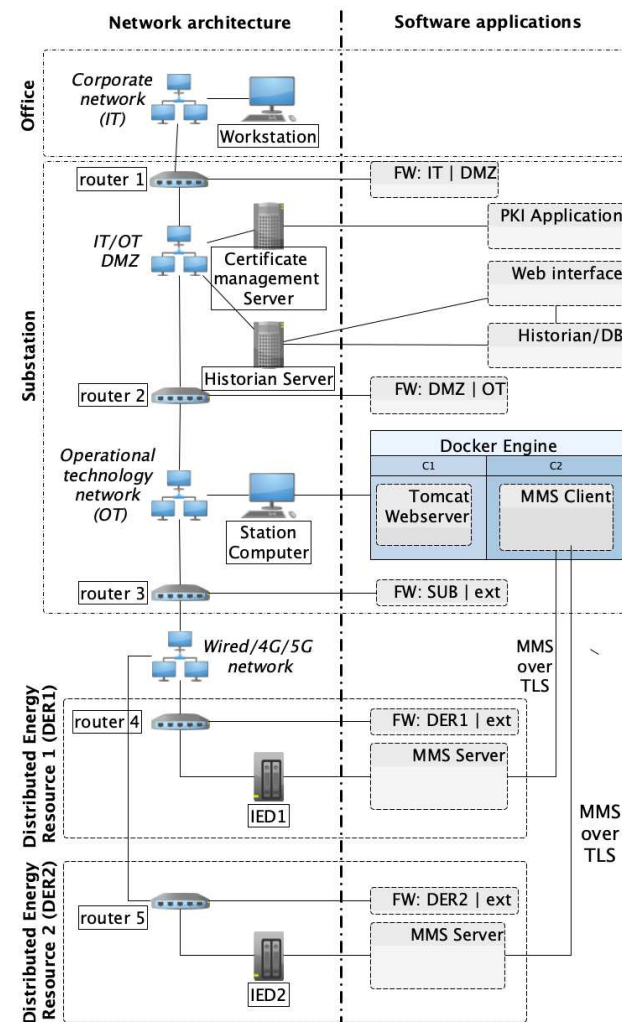 Network architecture
Software applications
Office
Corporate
network
(IT)
Workstation
Substation
router 1
FW: IT | DMZ
IT/OT
DMZ
Certificate
management
Server
PKI Application
Web interface
Historian Server
Historian/DB
router 2
FW: DMZ | OT
Operational
technology
network
(OT)
Station
Computer
Docker Engine
C1
C2
Tomcat
Webserver
MMS Client
router 3
FW: SUB | ext
Wired/4G/5G
network
MMS
over
TLS
Distributed Energy
Resource 1 (DER1)
router 4
FW: DER1 | ext
MMS Server
IED1
MMS
over
TLS
Distributed Energy
Resource 2 (DER2)
router 5
FW: DER2 | ext
MMS Server
IED2